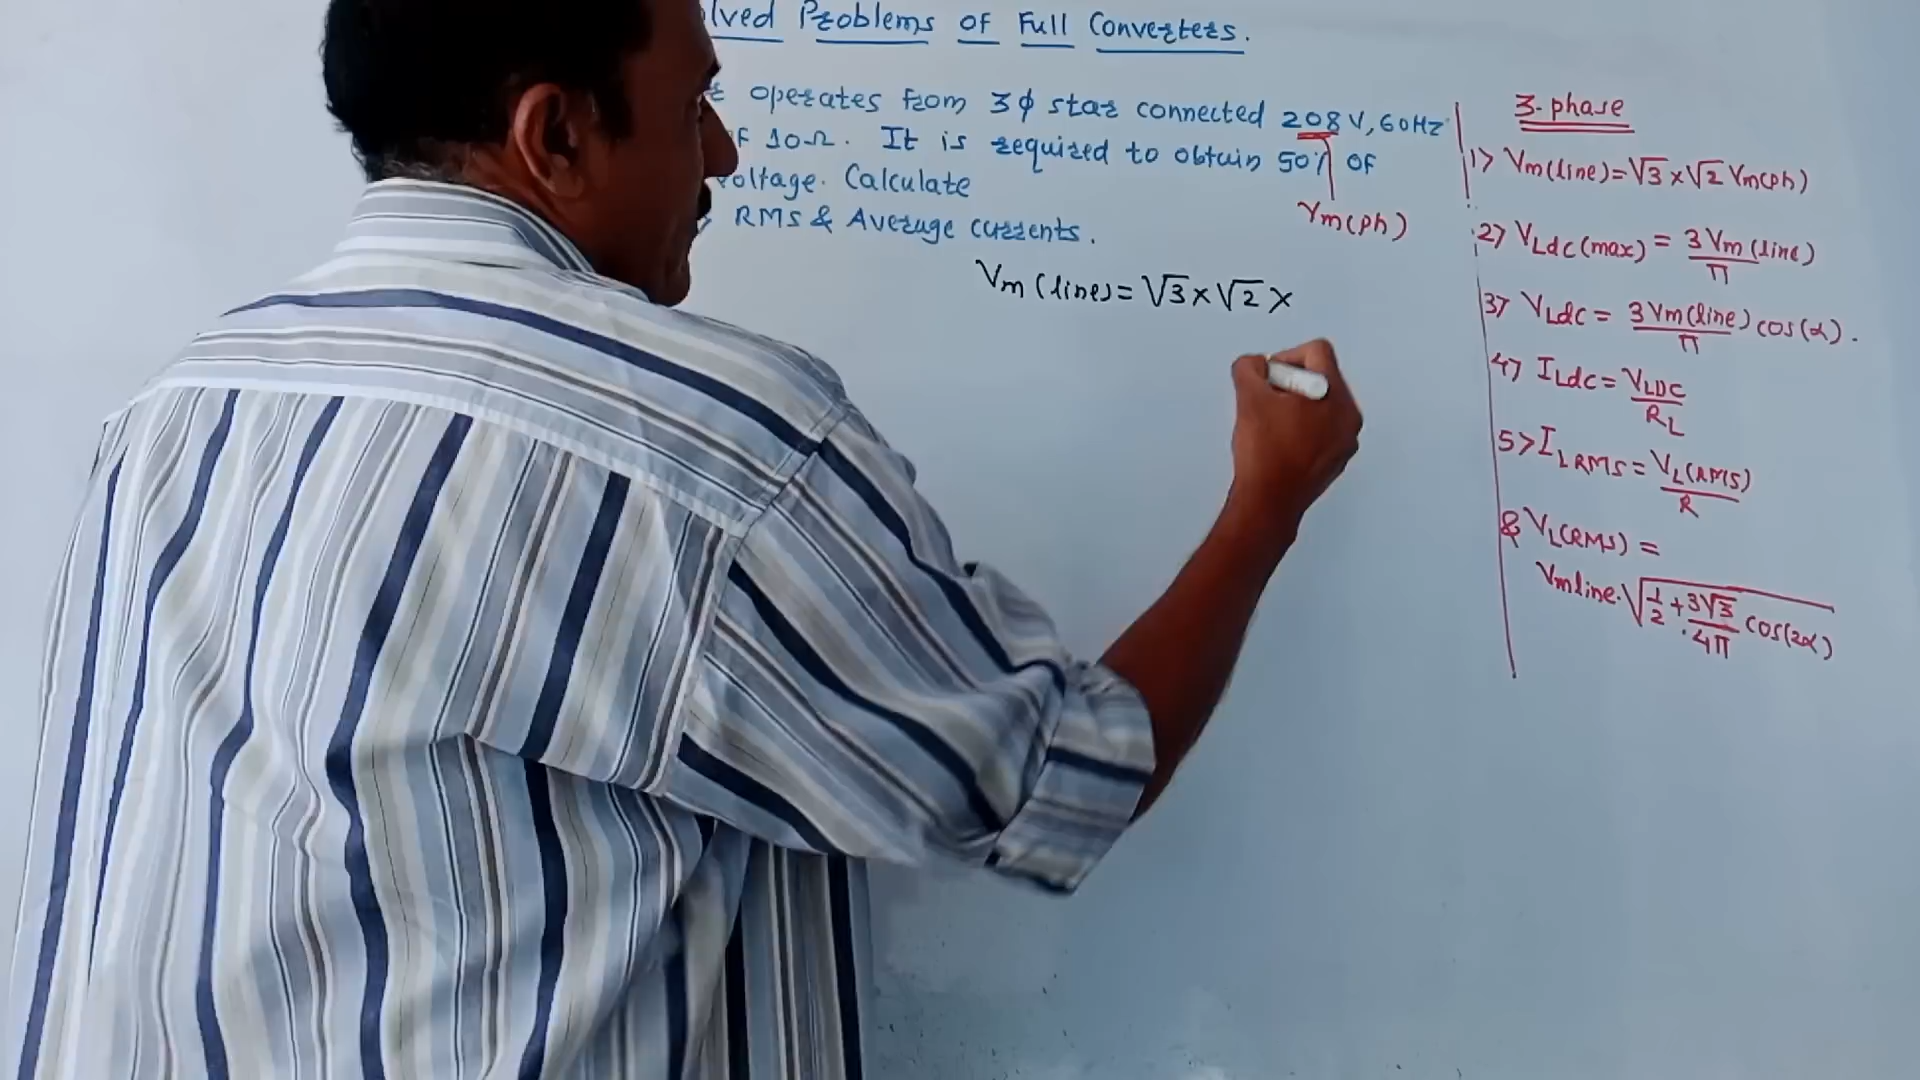 Problems of Full Converters.
operates from 3φ star connected 208V, 60Hz
10Ω. It is required to obtain 50% of
voltage. Calculate
RMS & Average currents.
Vm(ph)
Vm(line) = √3 × √2 ×
3-phase
1> Vm(line) = √3 × √2 Vm(ph)
2> VLdc(max) = 3Vm(line)/π
3> VLdc = 3Vm(line)/π cos(α).
4> ILdc = VLDC/RL
5> ILRMS = VL(RMS)/R
& VL(RMS) =
Vmline. √(1/2 + 3√3/4π cos(2α))